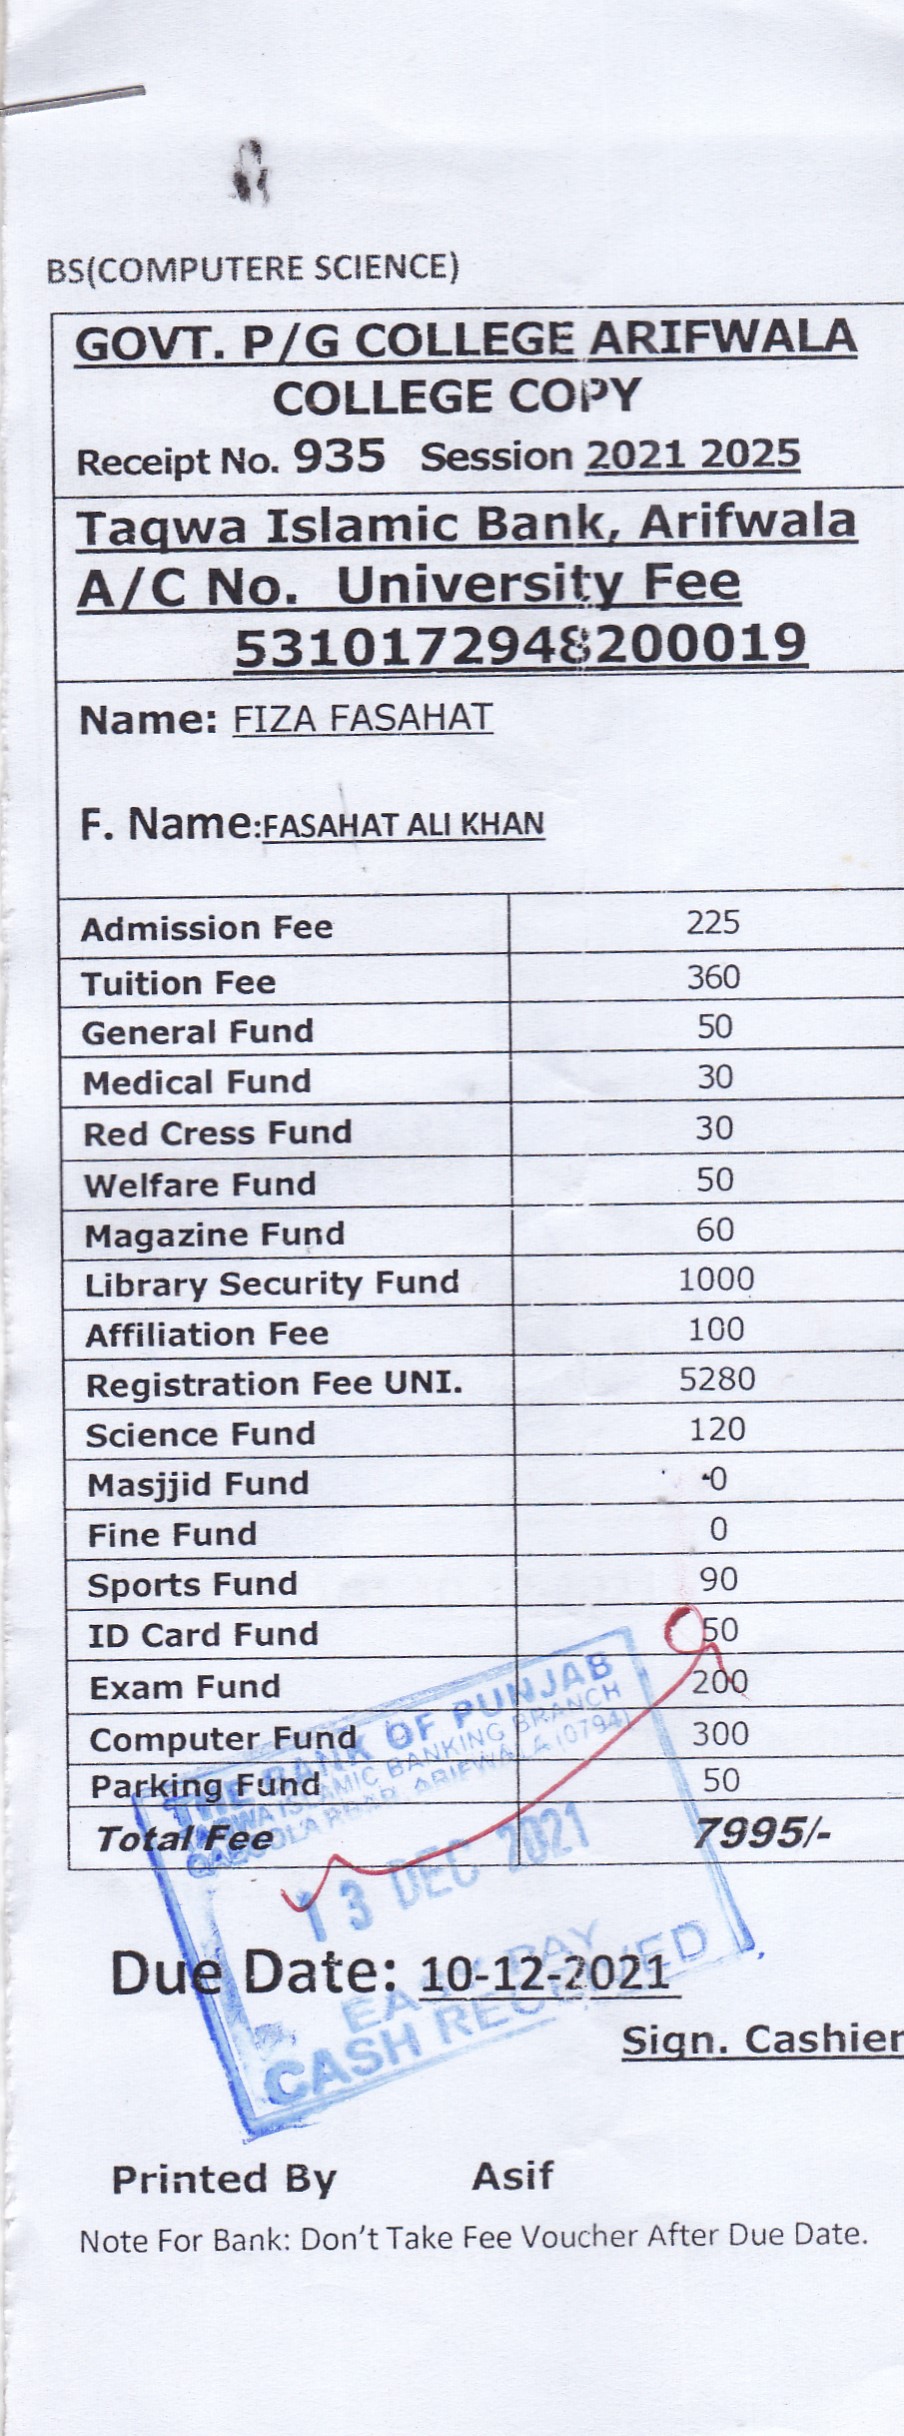 BS(COMPUTERE SCIENCE)
GOVT. P/G COLLEGE ARIFWALA
COLLEGE COPY
Receipt No. 935 Session 2021 2025
Taqwa Islamic Bank, Arifwala
A/C No. University Fee
5310172948200019
Name: FIZA FASAHAT
F. Name:FASAHAT ALI KHAN
Admission Fee 225
Tuition Fee 360
General Fund 50
Medical Fund 30
Red Cress Fund 30
Welfare Fund 50
Magazine Fund 60
Library Security Fund 1000
Affiliation Fee 100
Registration Fee UNI. 5280
Science Fund 120
Masjjid Fund 0
Fine Fund 0
Sports Fund 90
ID Card Fund 50
Exam Fund 200
Computer Fund 300
Parking Fund 50
Total Fee 7995/-
THE BANK OF PUNJAB
TAQWA ISLAMIC BANKING BRANCH
QABOOLA ROAD, ARIFWALA (0794)
13 DEC 2021
EASY PAY
CASH RECEIVED
Due Date: 10-12-2021
Sign. Cashier
Printed By Asif
Note For Bank: Don't Take Fee Voucher After Due Date.